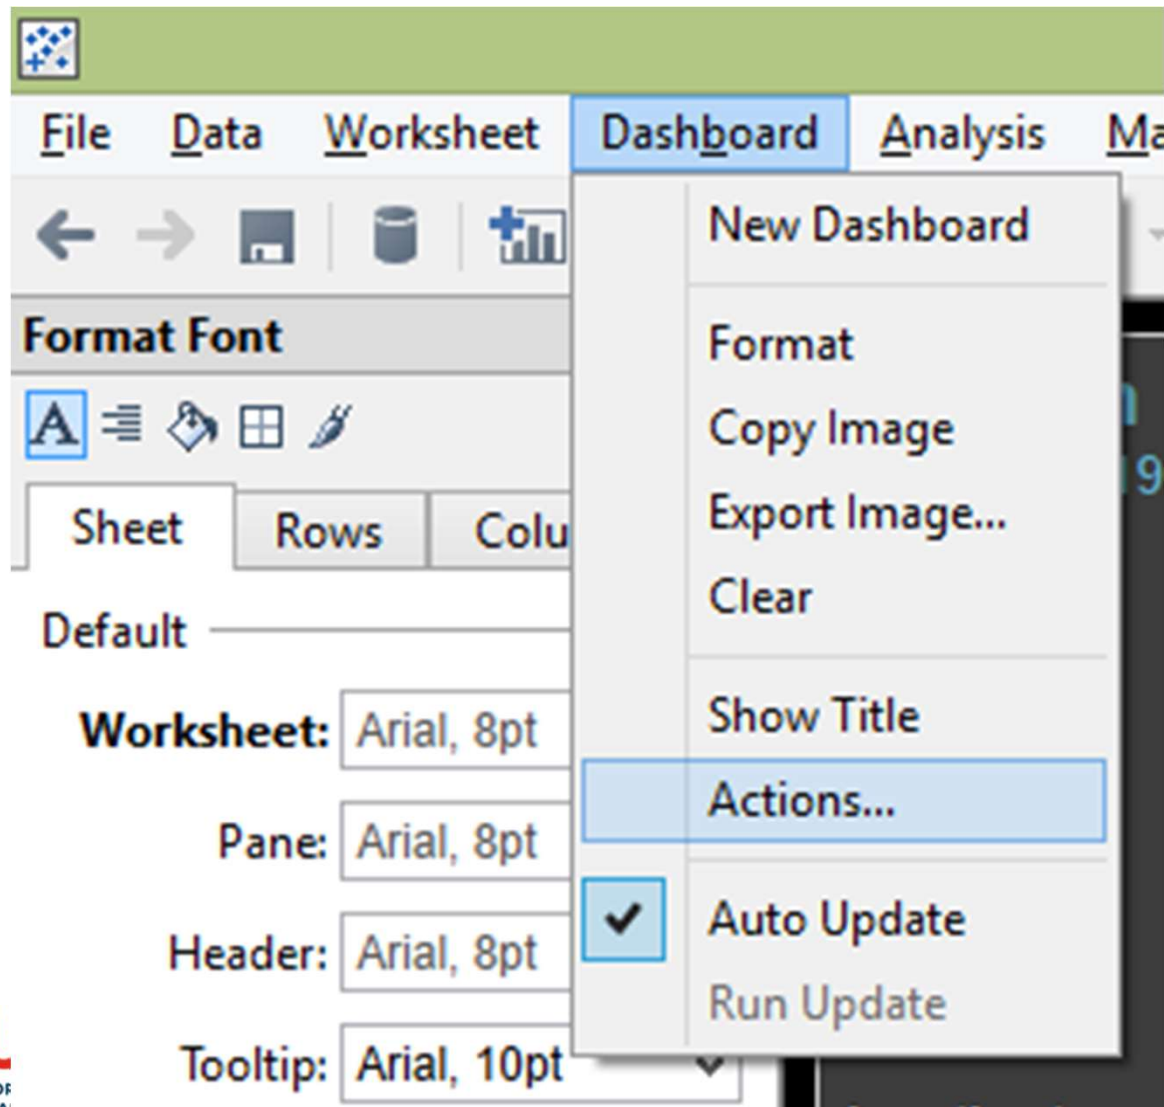 File Data Worksheet Dashboard Analysis
New Dashboard
Format
Copy Image
Export Image...
Clear
Show Title
Actions...
Auto Update
Run Update
Format Font
Sheet Rows
Default
Worksheet: Arial, 8pt
Pane: Arial, 8pt
Header: Arial, 8pt
Tooltip: Arial, 10pt